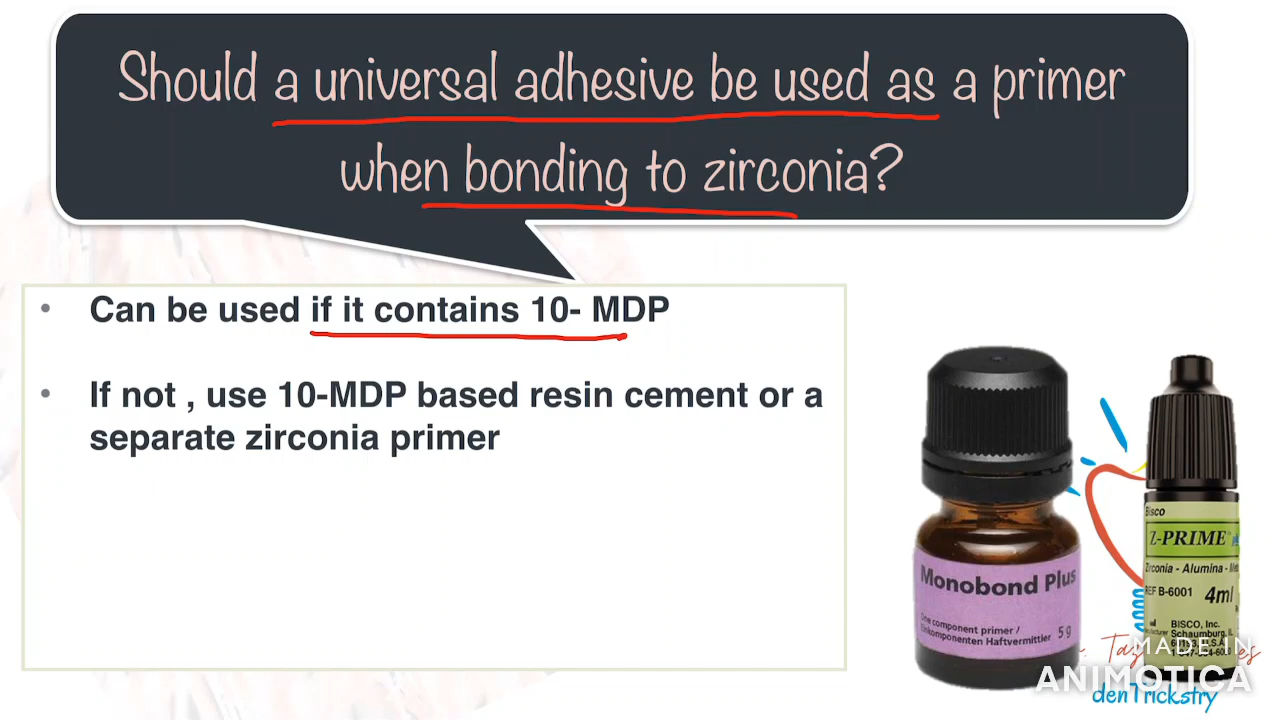 Should a universal adhesive be used as a primer
when bonding to zirconia?
• Can be used if it contains 10- MDP
• If not , use 10-MDP based resin cement or a
separate zirconia primer
Monobond Plus
One component primer /
Einkomponenten Haftvermittler 5 g
Bisco
Z-PRIME
Zirconia - Alumina -
REF B-6001 4ml
BISCO, Inc.
Schaumburg, IL
60193 U.S.A.
MADE IN
ANIMOTICA
denTrickstry